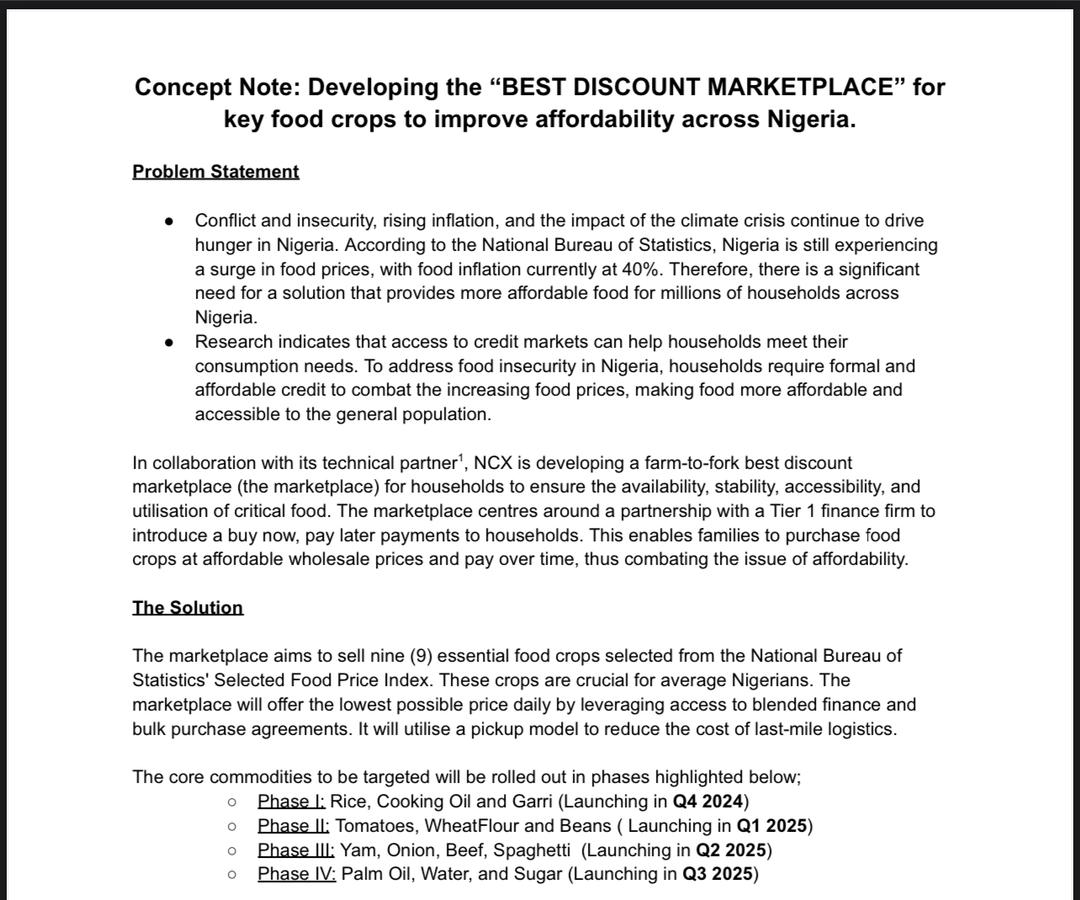 Concept Note: Developing the “BEST DISCOUNT MARKETPLACE” for
key food crops to improve affordability across Nigeria.
Problem Statement
● Conflict and insecurity, rising inflation, and the impact of the climate crisis continue to drive
hunger in Nigeria. According to the National Bureau of Statistics, Nigeria is still experiencing
a surge in food prices, with food inflation currently at 40%. Therefore, there is a significant
need for a solution that provides more affordable food for millions of households across
Nigeria.
● Research indicates that access to credit markets can help households meet their
consumption needs. To address food insecurity in Nigeria, households require formal and
affordable credit to combat the increasing food prices, making food more affordable and
accessible to the general population.
In collaboration with its technical partner¹, NCX is developing a farm-to-fork best discount
marketplace (the marketplace) for households to ensure the availability, stability, accessibility, and
utilisation of critical food. The marketplace centres around a partnership with a Tier 1 finance firm to
introduce a buy now, pay later payments to households. This enables families to purchase food
crops at affordable wholesale prices and pay over time, thus combating the issue of affordability.
The Solution
The marketplace aims to sell nine (9) essential food crops selected from the National Bureau of
Statistics' Selected Food Price Index. These crops are crucial for average Nigerians. The
marketplace will offer the lowest possible price daily by leveraging access to blended finance and
bulk purchase agreements. It will utilise a pickup model to reduce the cost of last-mile logistics.
The core commodities to be targeted will be rolled out in phases highlighted below;
○ Phase I: Rice, Cooking Oil and Garri (Launching in Q4 2024)
○ Phase II: Tomatoes, WheatFlour and Beans ( Launching in Q1 2025)
○ Phase III: Yam, Onion, Beef, Spaghetti (Launching in Q2 2025)
○ Phase IV: Palm Oil, Water, and Sugar (Launching in Q3 2025)